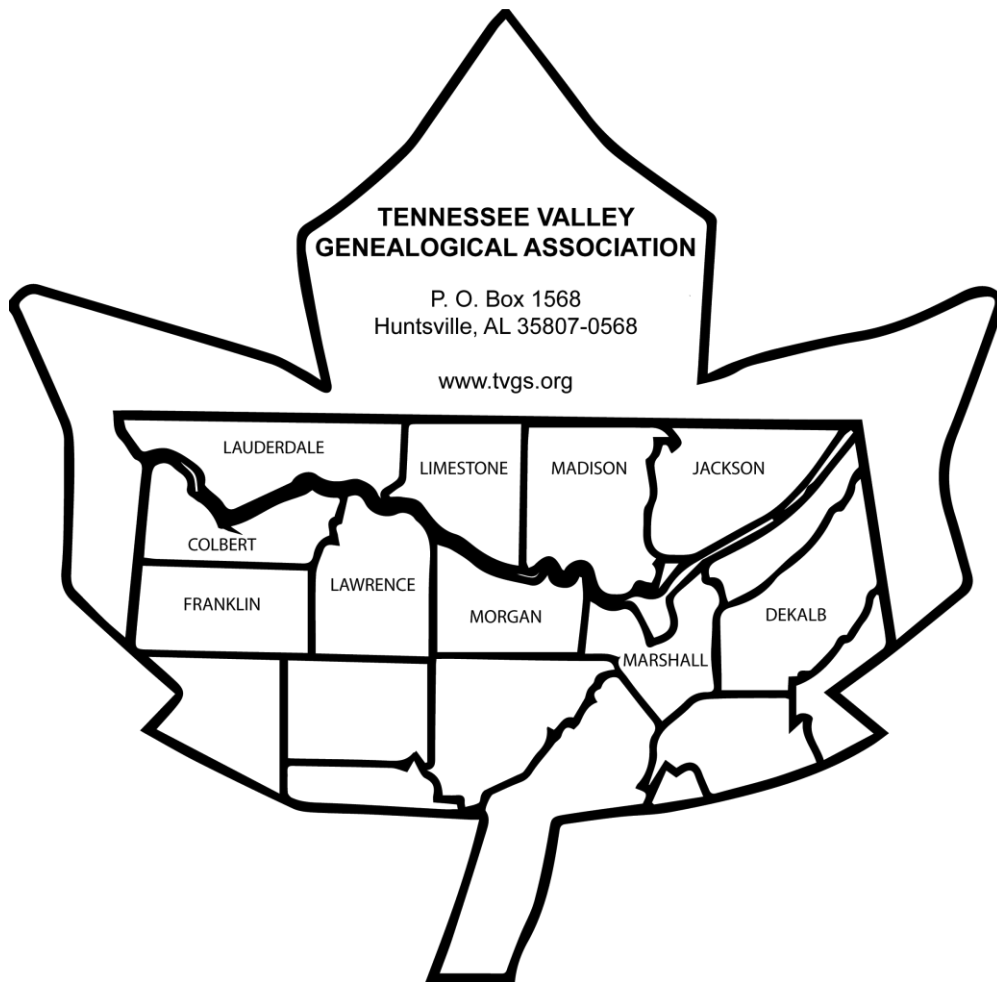 TENNESSEE VALLEY
GENEALOGICAL ASSOCIATION
P. O. Box 1568
Huntsville, AL 35807-0568
www.tvgs.org
LAUDERDALE
LIMESTONE
MADISON
JACKSON
COLBERT
FRANKLIN
LAWRENCE
MORGAN
MARSHALL
DEKALB